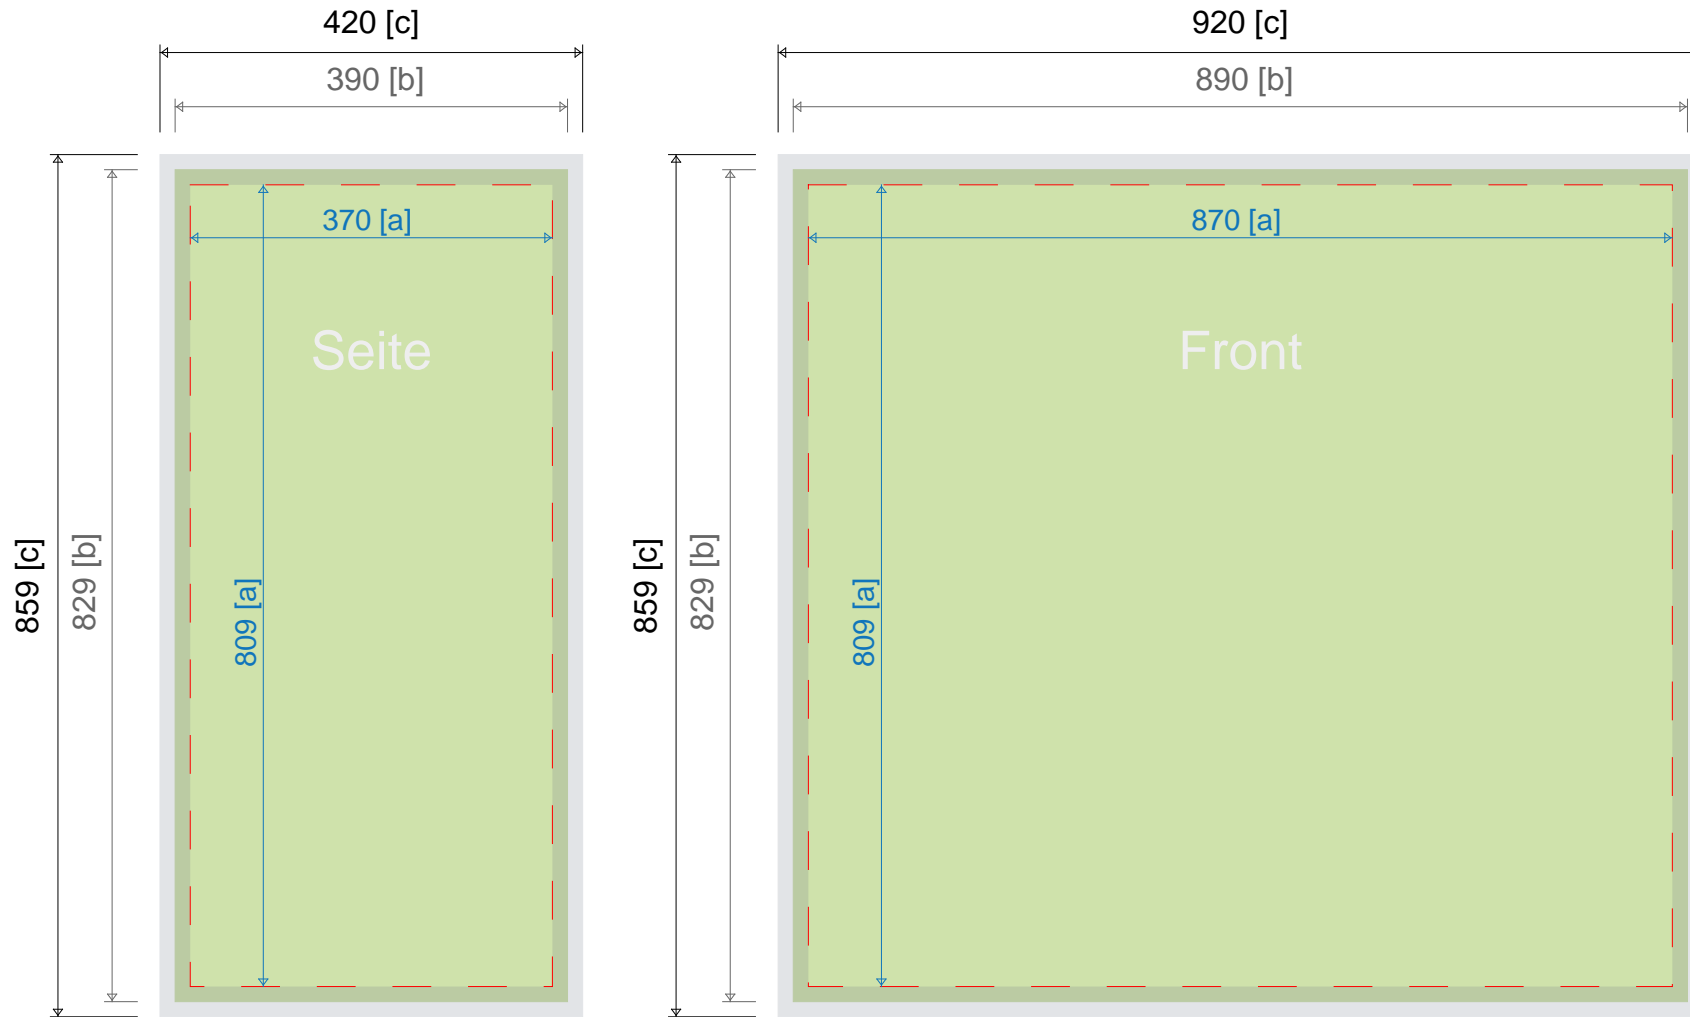 420 [c]
390 [b]
370 [a]
Seite
859 [c]
829 [b]
809 [a]
920 [c]
890 [b]
870 [a]
Front
859 [c]
829 [b]
809 [a]